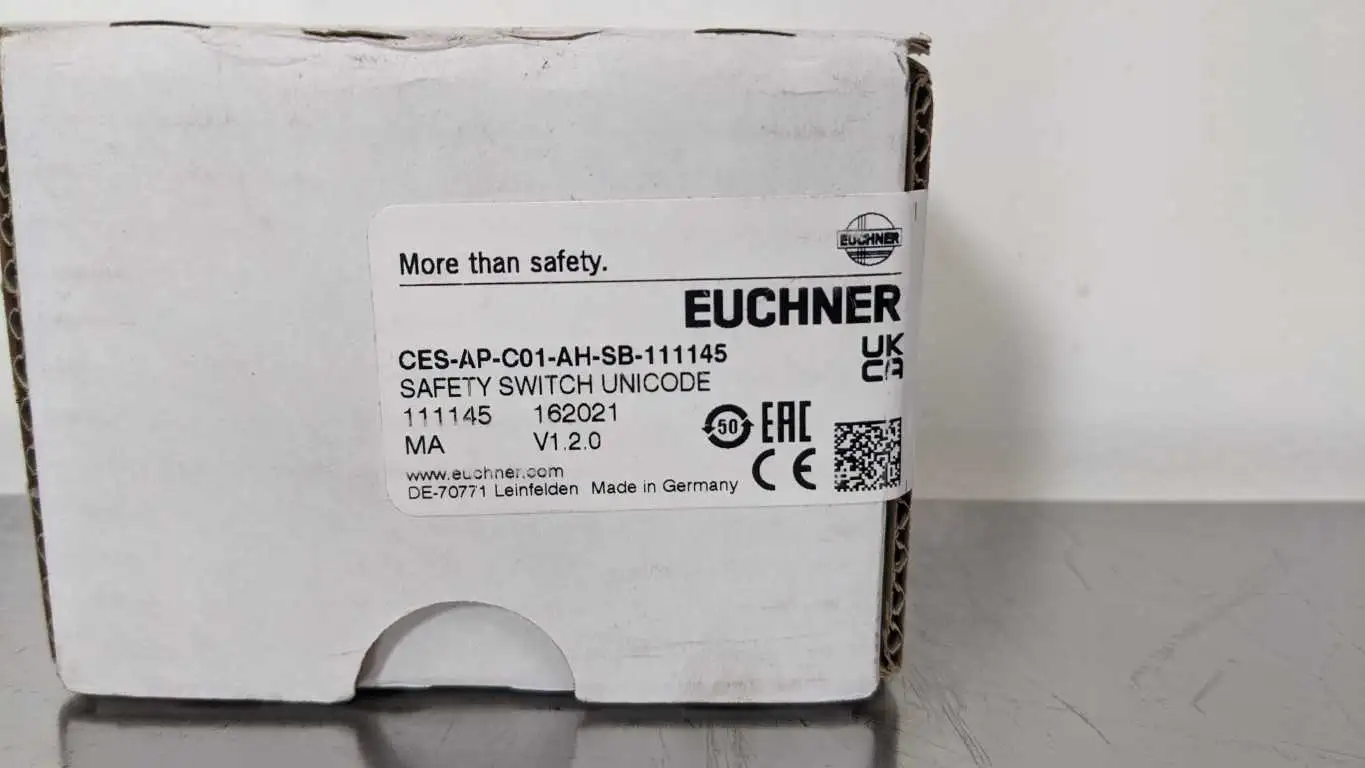 More than safety.
EUCHNER
EUCHNER
CES-AP-C01-AH-SB-111145
UK
CA
SAFETY SWITCH UNICODE
111145 162021
50 EAC
MA V1.2.0
CE
www.euchner.com
DE-70771 Leinfelden Made in Germany